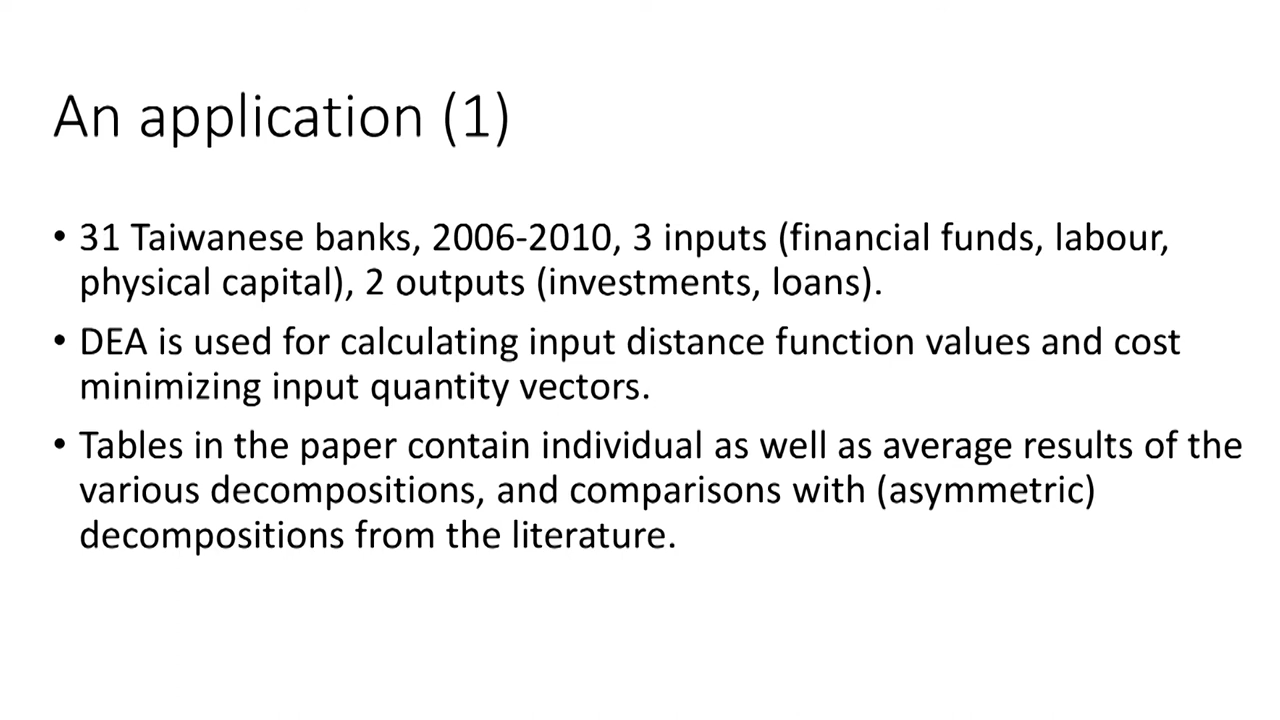 An application (1)
• 31 Taiwanese banks, 2006-2010, 3 inputs (financial funds, labour,
physical capital), 2 outputs (investments, loans).
• DEA is used for calculating input distance function values and cost
minimizing input quantity vectors.
• Tables in the paper contain individual as well as average results of the
various decompositions, and comparisons with (asymmetric)
decompositions from the literature.